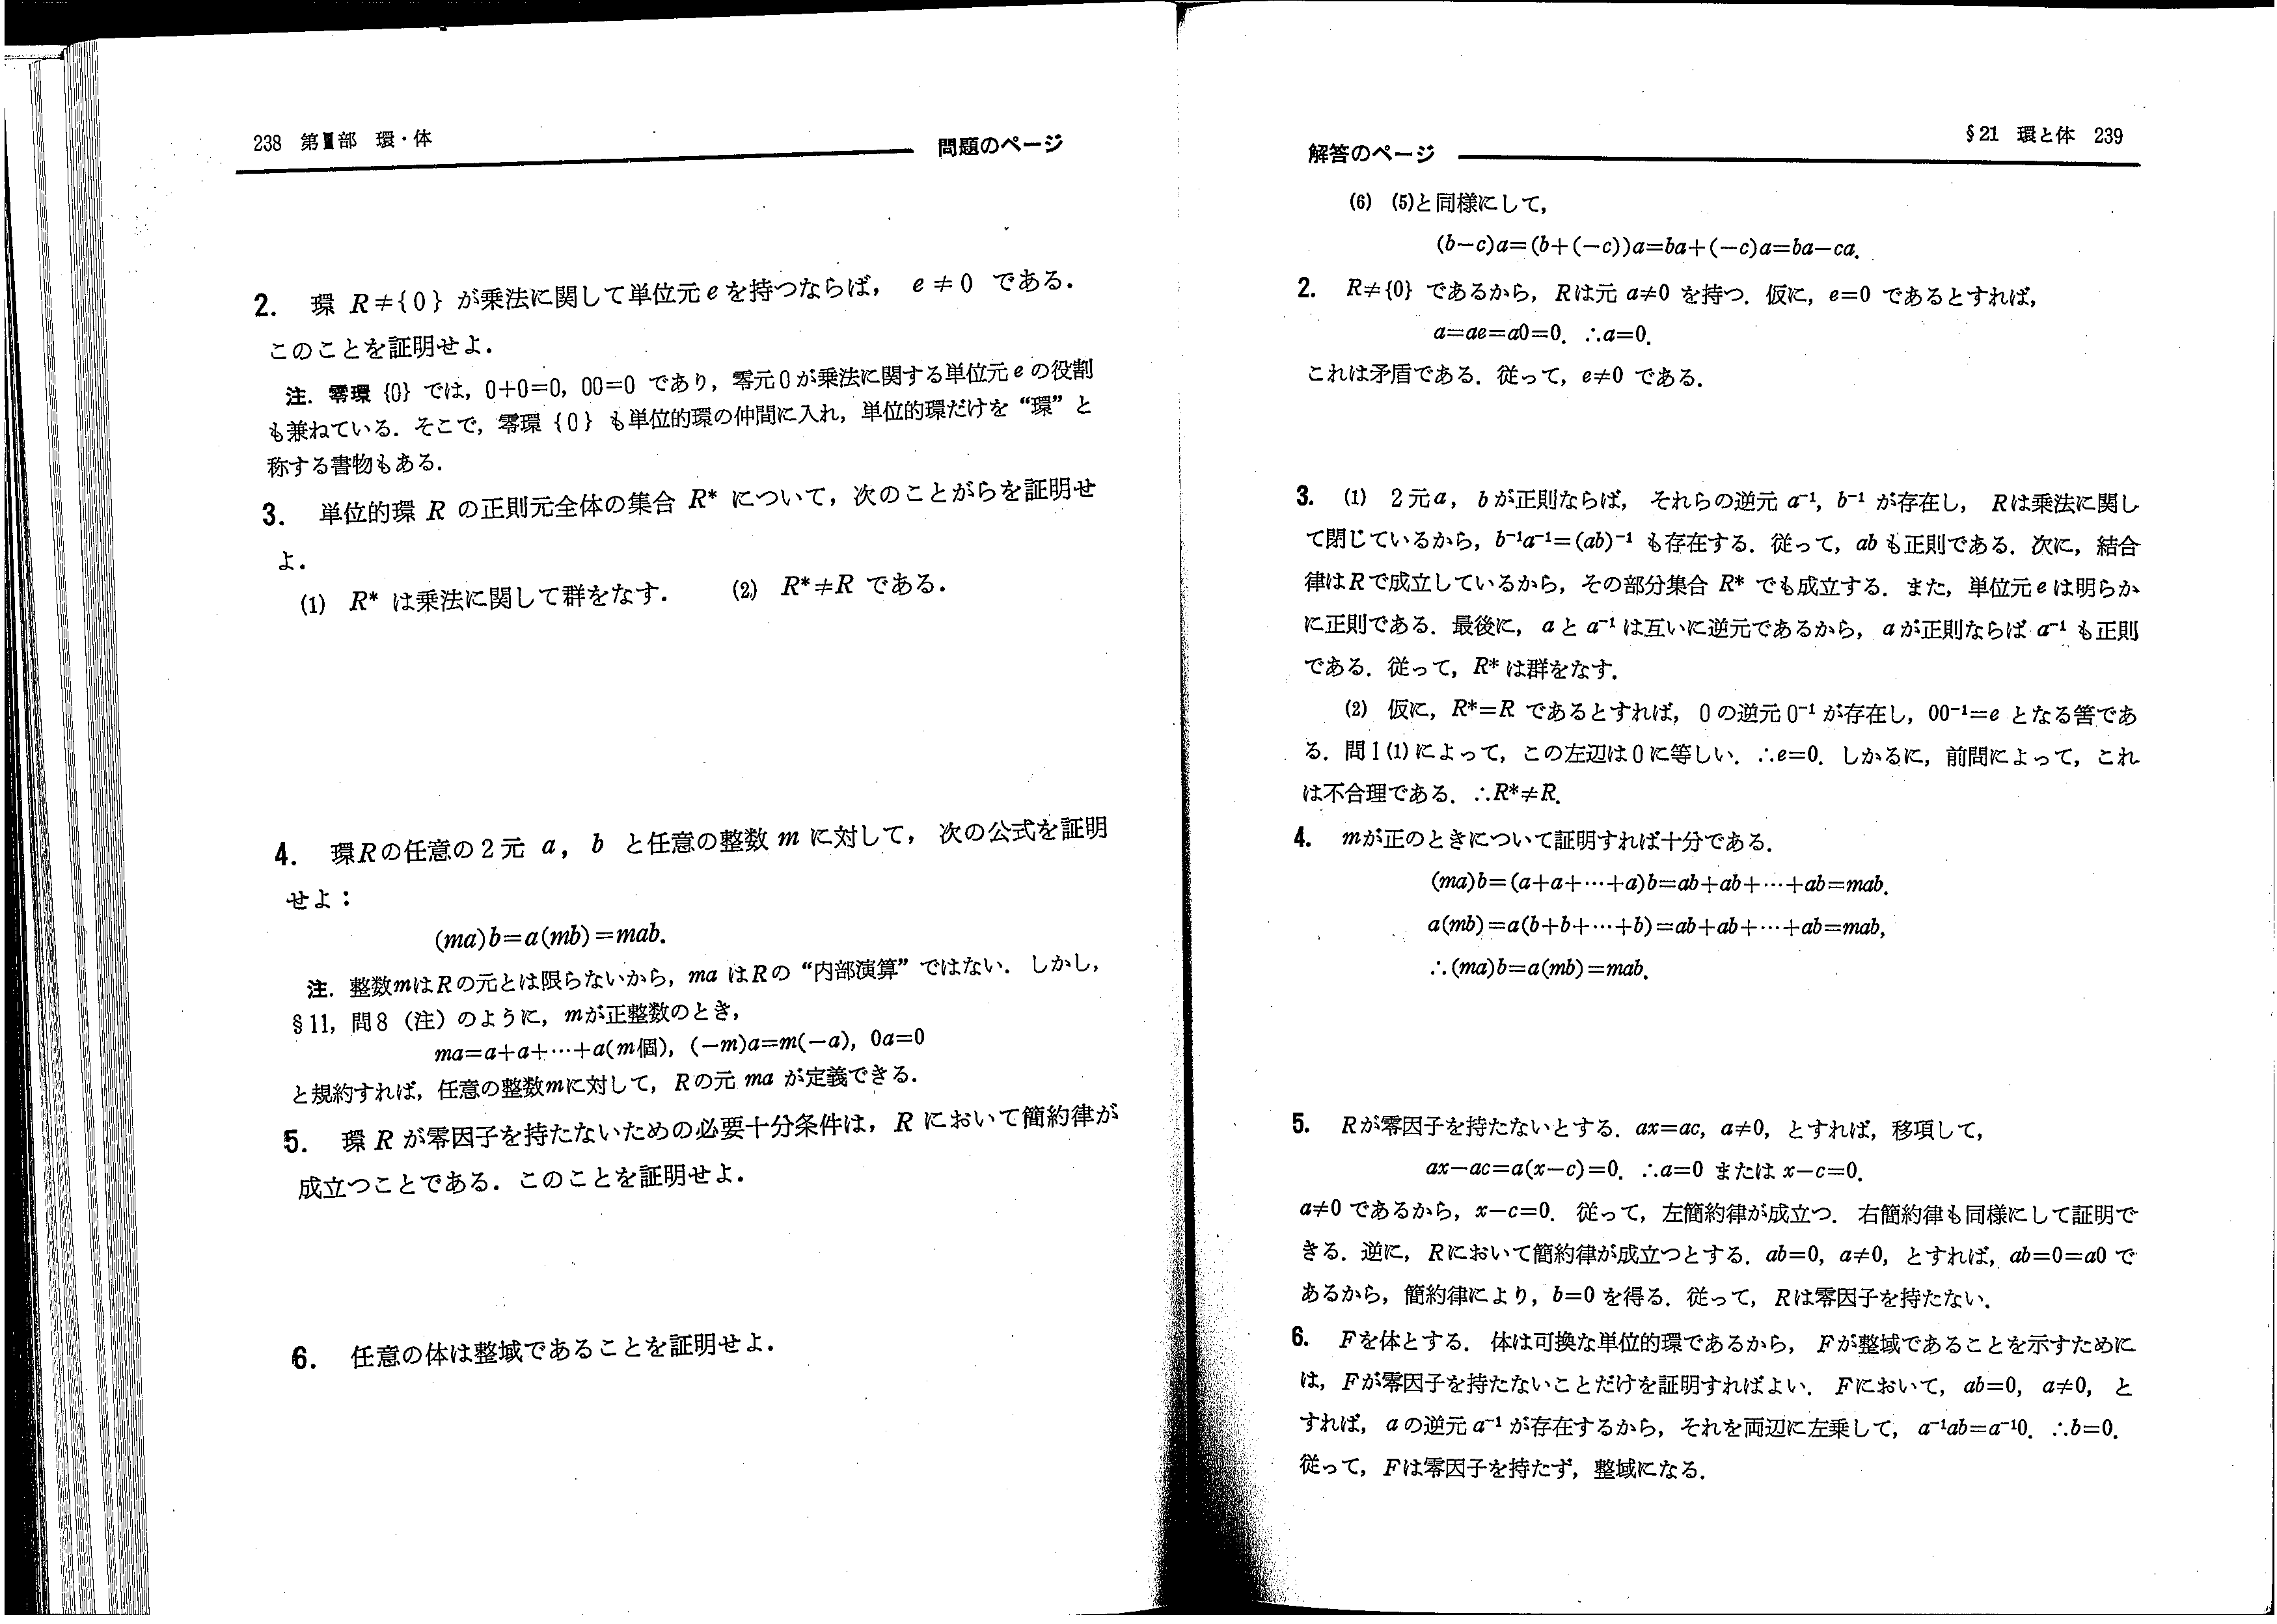 238 第Ⅲ部 環・体
問題のページ
2. 環 R≠{0} が乗法に関して単位元 e を持つならば， e≠0 である．
このことを証明せよ．
注．零環 {0} では，0+0=0, 00=0 であり，零元0が乗法に関する単位元 e の役割
も兼ねている．そこで，零環 {0} も単位的環の仲間に入れ，単位的環だけを “環” と
称する書物もある．
3. 単位的環 R の正則元全体の集合 R* について，次のことがらを証明せ
よ．
(1) R* は乗法に関して群をなす． (2) R*≠R である．
4. 環Rの任意の2元 a, b と任意の整数 m に対して， 次の公式を証明
せよ：
(ma)b=a(mb)=mab.
注．整数mはRの元とは限らないから，ma はRの “内部演算” ではない．しかし，
§11, 問8（注）のように，mが正整数のとき，
ma=a+a+…+a(m個), (−m)a=m(−a), 0a=0
と規約すれば，任意の整数mに対して，Rの元 ma が定義できる．
5. 環 R が零因子を持たないための必要十分条件は，R において簡約律が
成立つことである．このことを証明せよ．
6. 任意の体は整域であることを証明せよ．
§21 環と体 239
解答のページ
(6) (5)と同様にして，
(b−c)a=(b+(−c))a=ba+(−c)a=ba−ca.
2. R≠{0} であるから，Rは元 a≠0 を持つ．仮に，e=0 であるとすれば，
a=ae=a0=0. ∴a=0.
これは矛盾である．従って，e≠0 である．
3. (1) 2元a, bが正則ならば， それらの逆元 a⁻¹, b⁻¹ が存在し， Rは乗法に関し
て閉じているから，b⁻¹a⁻¹=(ab)⁻¹ も存在する．従って，ab も正則である．次に，結合
律はRで成立しているから，その部分集合 R* でも成立する．また，単位元 e は明らか
に正則である．最後に， a と a⁻¹ は互いに逆元であるから，a が正則ならば a⁻¹ も正則
である．従って，R* は群をなす．
(2) 仮に，R*=R であるとすれば，0の逆元 0⁻¹ が存在し，00⁻¹=e となる筈であ
る．問1(1)によって，この左辺は0に等しい．∴e=0. しかるに，前問によって，これ
は不合理である．∴R*≠R.
4. mが正のときについて証明すれば十分である．
(ma)b=(a+a+…+a)b=ab+ab+…+ab=mab.
a(mb)=a(b+b+…+b)=ab+ab+…+ab=mab,
∴(ma)b=a(mb)=mab.
5. Rが零因子を持たないとする．ax=ac, a≠0, とすれば，移項して，
ax−ac=a(x−c)=0. ∴a=0 または x−c=0.
a≠0 であるから，x−c=0. 従って，左簡約律が成立つ．右簡約律も同様にして証明で
きる．逆に，Rにおいて簡約律が成立つとする．ab=0, a≠0, とすれば，ab=0=a0 で
あるから，簡約律により，b=0 を得る．従って，Rは零因子を持たない．
6. Fを体とする．体は可換な単位的環であるから， Fが整域であることを示すために
は，Fが零因子を持たないことだけを証明すればよい．Fにおいて，ab=0, a≠0, と
すれば，a の逆元 a⁻¹ が存在するから，それを両辺に左乗して，a⁻¹ab=a⁻¹0. ∴b=0.
従って，Fは零因子を持たず，整域になる．